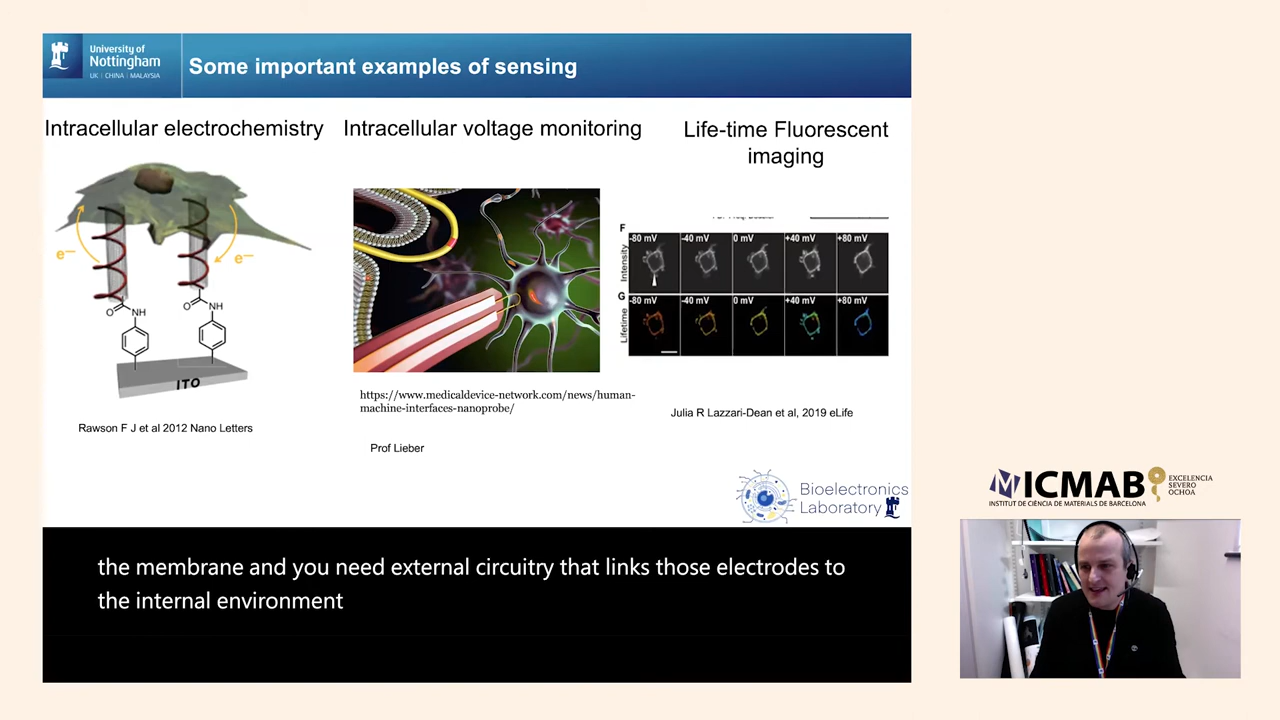 University of
Nottingham
UK | CHINA | MALAYSIA
Some important examples of sensing
Intracellular electrochemistry
Intracellular voltage monitoring
Life-time Fluorescent
imaging
e−
e−
O
NH
O
NH
ITO
Rawson F J et al 2012 Nano Letters
https://www.medicaldevice-network.com/news/human-
machine-interfaces-nanoprobe/
Prof Lieber
F
Intensity
-80 mV
-40 mV
0 mV
+40 mV
+80 mV
G
Lifetime
-80 mV
-40 mV
0 mV
+40 mV
+80 mV
Julia R Lazzari-Dean et al, 2019 eLife
Bioelectronics
Laboratory
the membrane and you need external circuitry that links those electrodes to
the internal environment
ICMAB
EXCELENCIA
SEVERO
OCHOA
INSTITUT DE CIÈNCIA DE MATERIALS DE BARCELONA